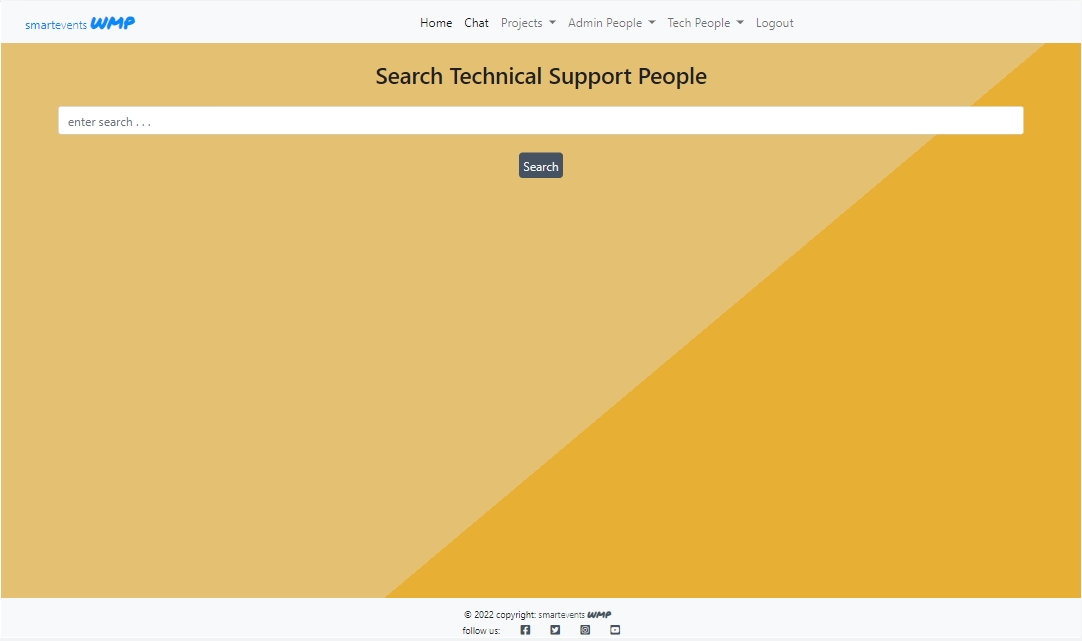 smartevents WMP Home Chat Projects Admin People Tech People Logout
Search Technical Support People
enter search . . .
Search
© 2022 copyright: smartevents WMP
follow us: